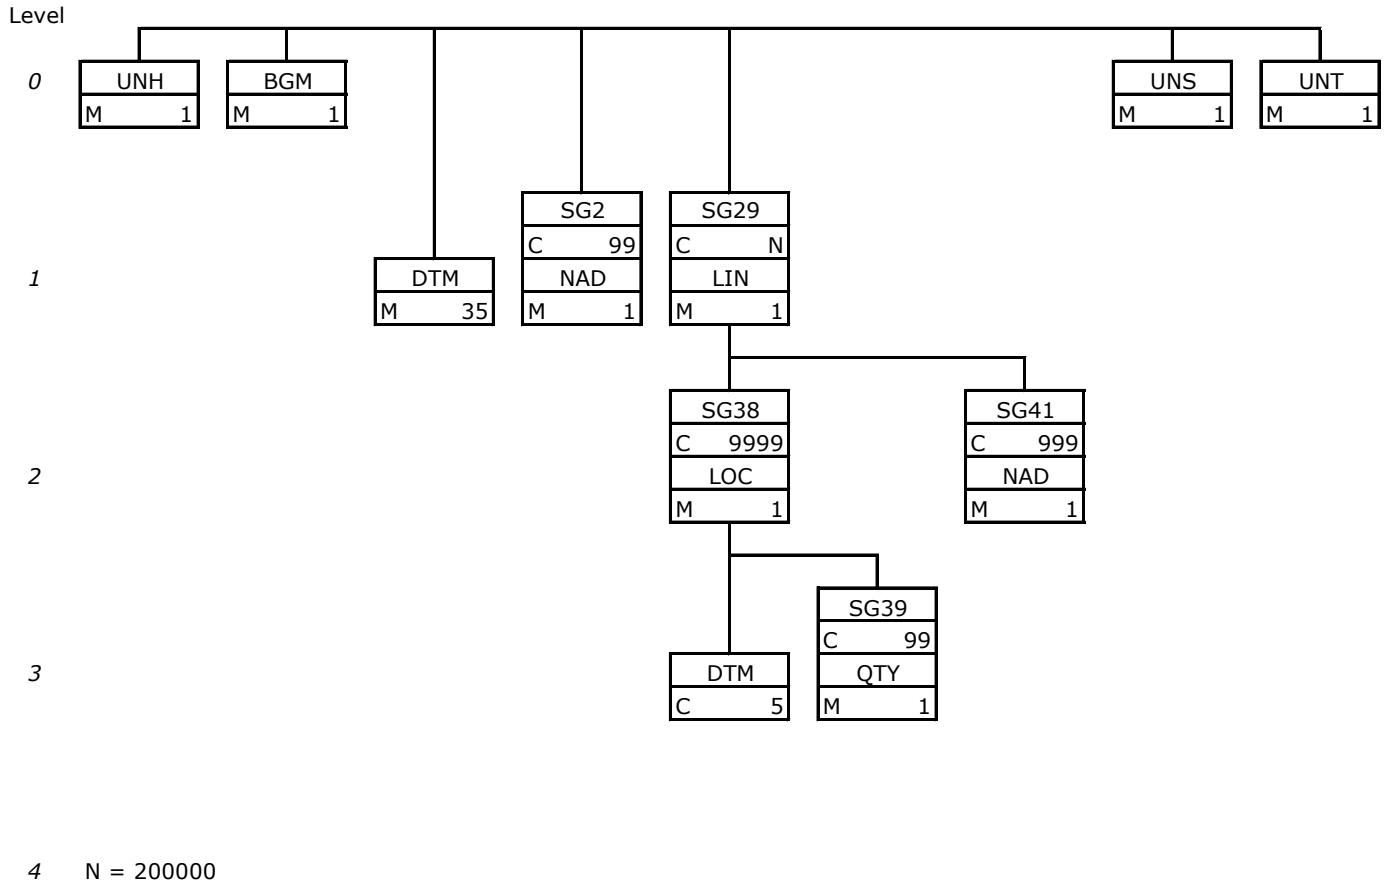 Level
0 UNH BGM UNS UNT
M 1 M 1 M 1 M 1
SG2 SG29
C 99 C N
1 DTM NAD LIN
M 35 M 1 M 1
SG38 SG41
C 9999 C 999
2 LOC NAD
M 1 M 1
SG39
C 99
3 DTM QTY
C 5 M 1
4 N = 200000